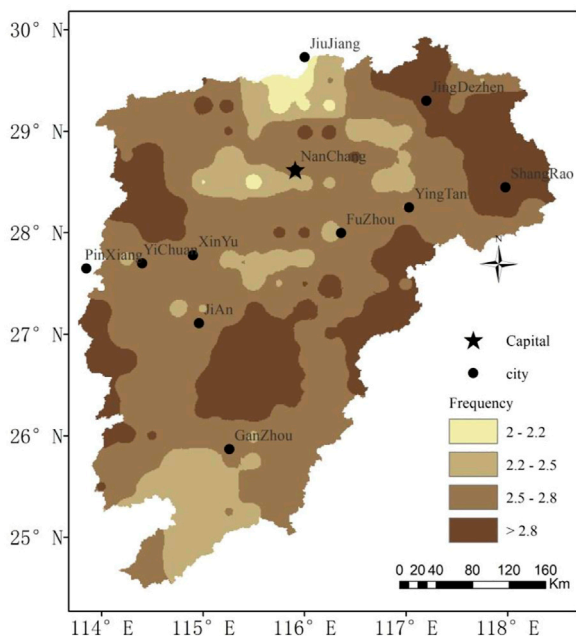 30° N
JiuJiang
JingDezhen
29° N
NanChang
ShangRao
YingTan
28° N
FuZhou
XinYu
YiChuan
PinXiang
N
27° N
JiAn
Capital
city
Frequency
26° N
GanZhou
2 - 2.2
2.2 - 2.5
2.5 - 2.8
25° N
> 2.8
0 20 40 80 120 160
Km
114° E 115° E 116° E 117° E 118° E